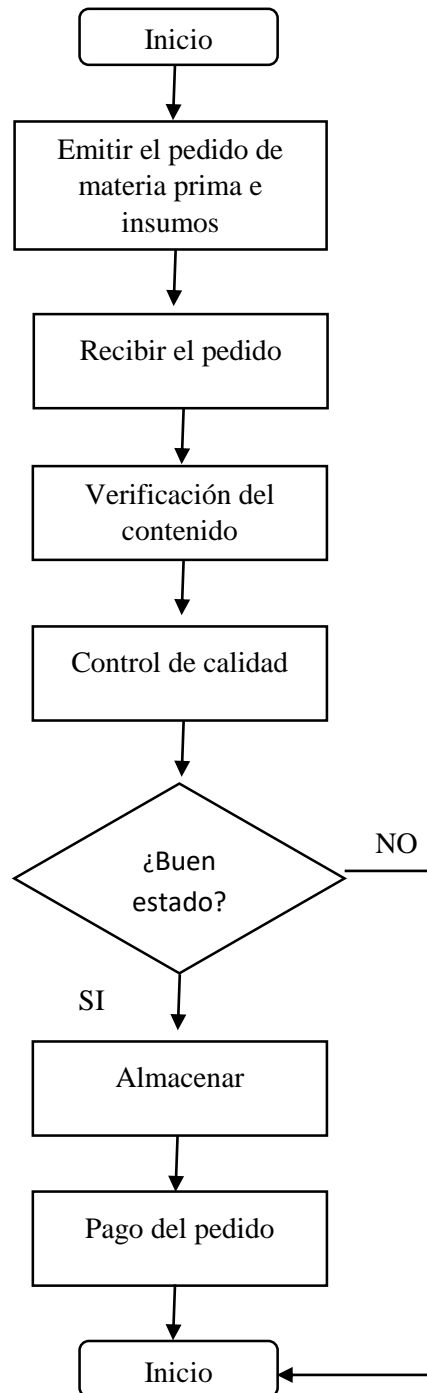 Inicio
Emitir el pedido de
materia prima e
insumos
Recibir el pedido
Verificación del
contenido
Control de calidad
¿Buen
estado?
NO
SI
Almacenar
Pago del pedido
Inicio